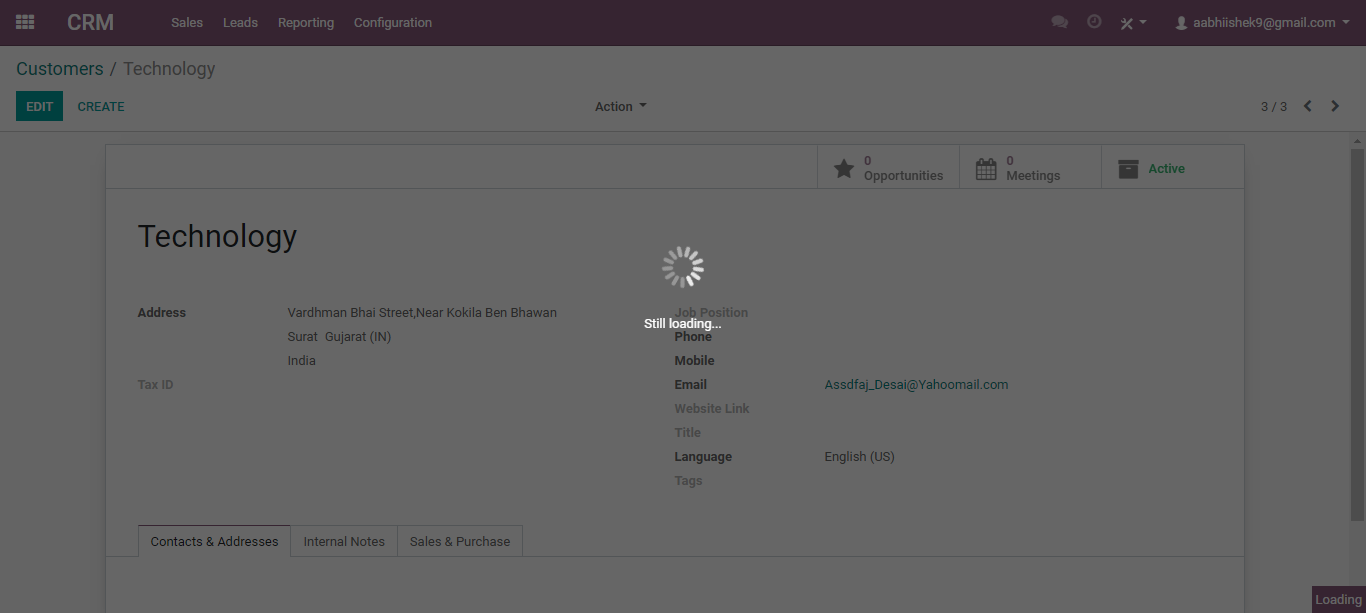 CRM Sales Leads Reporting Configuration aabhiishek9@gmail.com
Customers / Technology
EDIT CREATE Action 3 / 3
0 Opportunities 0 Meetings Active
Technology
Address Vardhman Bhai Street,Near Kokila Ben Bhawan Job Position
Still loading...
Surat Gujarat (IN) Phone
India Mobile
Tax ID Email Assdfaj_Desai@Yahoomail.com
Website Link
Title
Language English (US)
Tags
Contacts & Addresses Internal Notes Sales & Purchase
Loading